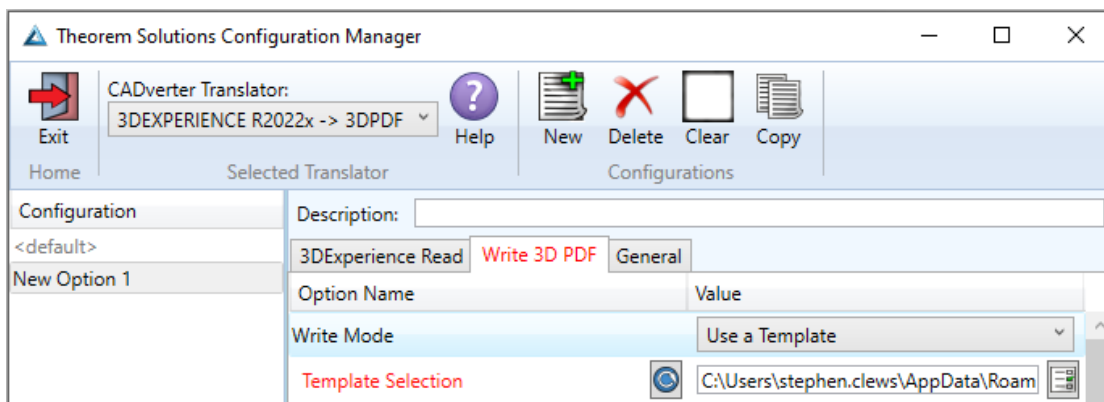 Theorem Solutions Configuration Manager
CADverter Translator:
3DEXPERIENCE R2022x -> 3DPDF
Exit
Help
New
Delete
Clear
Copy
Home
Selected Translator
Configurations
Configuration
Description:
<default>
3DExperience Read
Write 3D PDF
General
New Option 1
Option Name
Value
Write Mode
Use a Template
Template Selection
C:\Users\stephen.clews\AppData\Roam